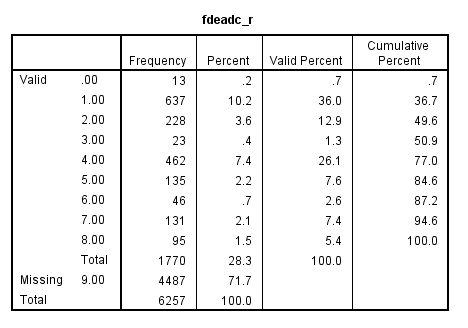 fdeadc_r
Frequency Percent Valid Percent Cumulative Percent
Valid .00 13 .2 .7 .7
1.00 637 10.2 36.0 36.7
2.00 228 3.6 12.9 49.6
3.00 23 .4 1.3 50.9
4.00 462 7.4 26.1 77.0
5.00 135 2.2 7.6 84.6
6.00 46 .7 2.6 87.2
7.00 131 2.1 7.4 94.6
8.00 95 1.5 5.4 100.0
Total 1770 28.3 100.0
Missing 9.00 4487 71.7
Total 6257 100.0